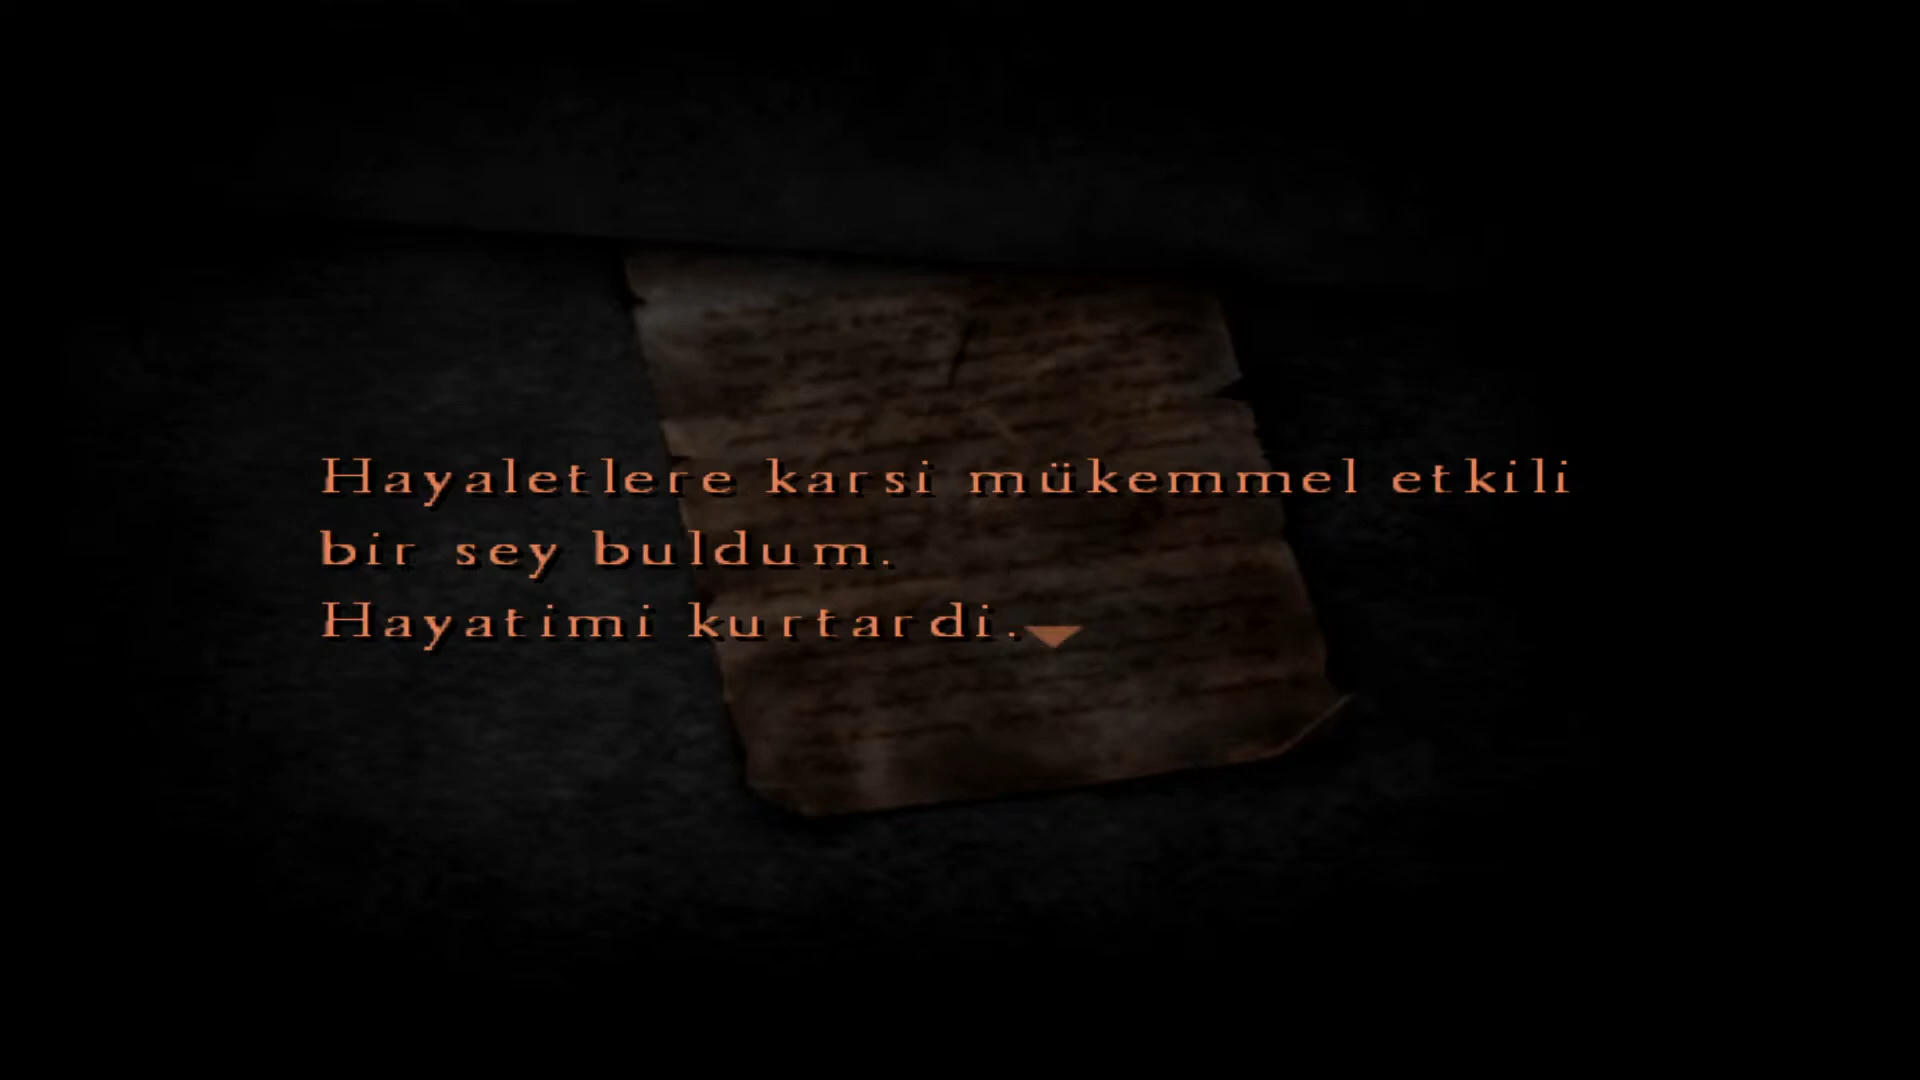 Hayaletlere karsi mükemmel etkili
bir sey buldum.
Hayatimi kurtardi.